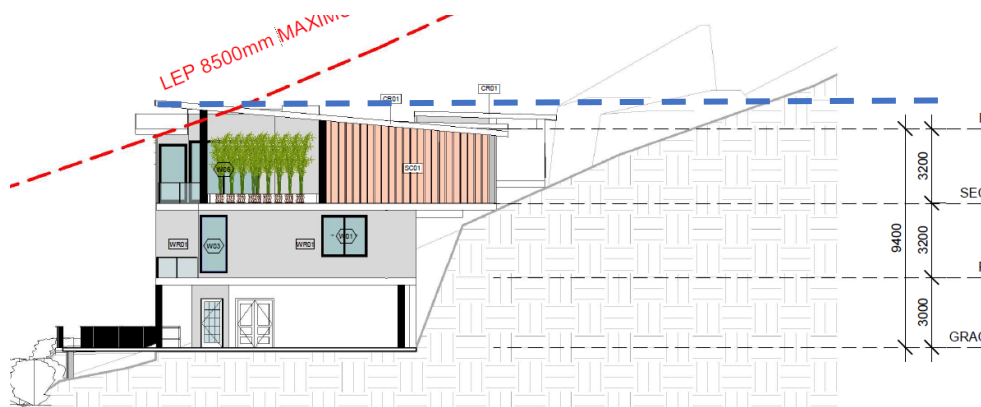 LEP 8500mm MAXIM
CR01
CR01
3200
SC01
W06
SEC
9400
3200
WR01
W03
WR01
W01
3000
GRAC